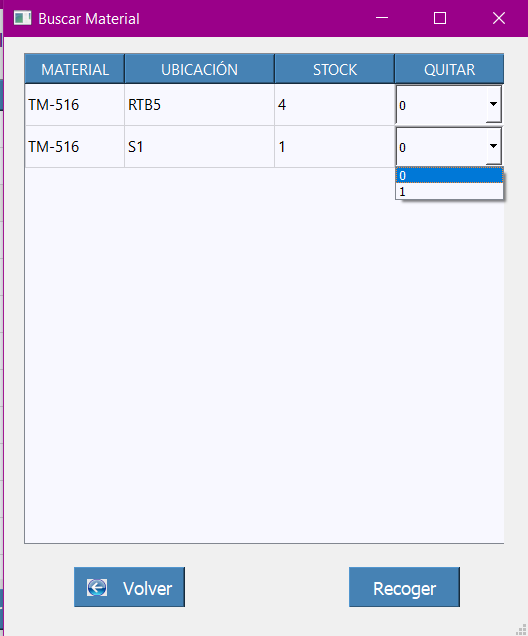 Buscar Material
MATERIAL UBICACIÓN STOCK QUITAR
TM-516 RTB5 4 0
TM-516 S1 1 0
0
1
Volver Recoger